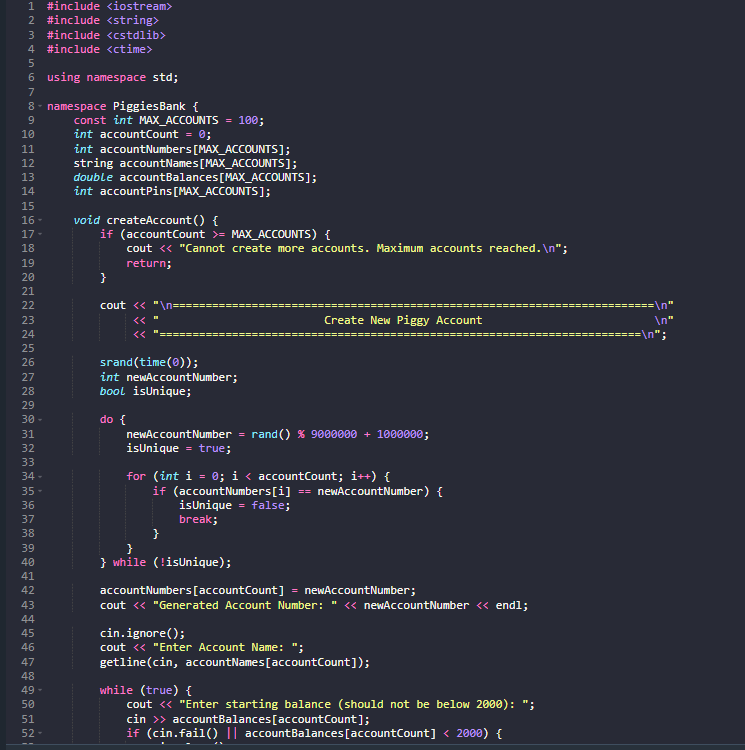 1 #include <iostream>
2 #include <string>
3 #include <cstdlib>
4 #include <ctime>
5
6 using namespace std;
7
8 namespace PiggiesBank {
9     const int MAX_ACCOUNTS = 100;
10     int accountCount = 0;
11     int accountNumbers[MAX_ACCOUNTS];
12     string accountNames[MAX_ACCOUNTS];
13     double accountBalances[MAX_ACCOUNTS];
14     int accountPins[MAX_ACCOUNTS];
15
16     void createAccount() {
17         if (accountCount >= MAX_ACCOUNTS) {
18             cout << "Cannot create more accounts. Maximum accounts reached.\n";
19             return;
20         }
21
22         cout << "\n=========================================================================\n"
23              << "                         Create New Piggy Account                          \n"
24              << "=========================================================================\n";
25
26         srand(time(0));
27         int newAccountNumber;
28         bool isUnique;
29
30         do {
31             newAccountNumber = rand() % 9000000 + 1000000;
32             isUnique = true;
33
34             for (int i = 0; i < accountCount; i++) {
35                 if (accountNumbers[i] == newAccountNumber) {
36                     isUnique = false;
37                     break;
38                 }
39             }
40         } while (!isUnique);
41
42         accountNumbers[accountCount] = newAccountNumber;
43         cout << "Generated Account Number: " << newAccountNumber << endl;
44
45         cin.ignore();
46         cout << "Enter Account Name: ";
47         getline(cin, accountNames[accountCount]);
48
49         while (true) {
50             cout << "Enter starting balance (should not be below 2000): ";
51             cin >> accountBalances[accountCount];
52             if (cin.fail() || accountBalances[accountCount] < 2000) {